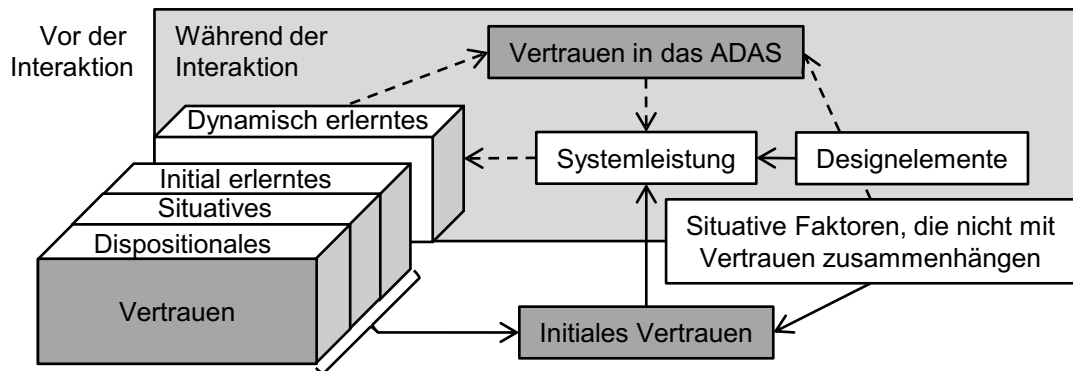 Vor der
Interaktion
Während der
Interaktion
Vertrauen in das ADAS
Dynamisch erlerntes
Systemleistung
Designelemente
Initial erlerntes
Situatives
Dispositionales
Vertrauen
Situative Faktoren, die nicht mit
Vertrauen zusammenhängen
Initiales Vertrauen